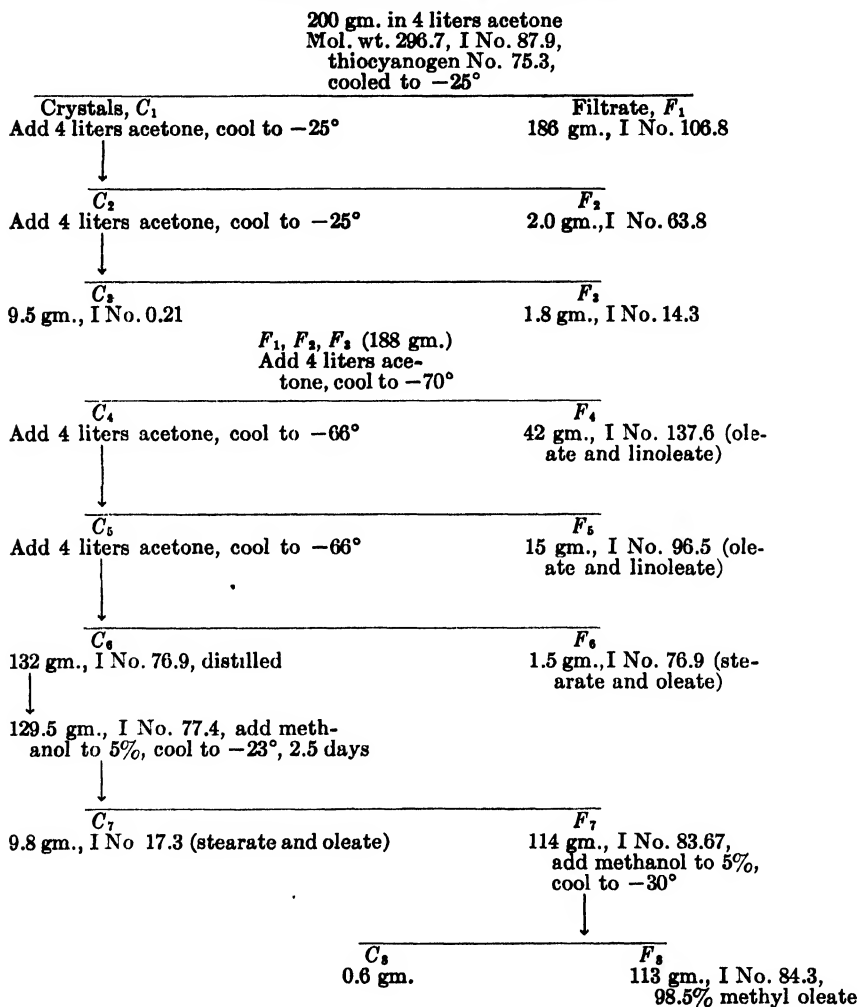 200 gm. in 4 liters acetone
Mol. wt. 296.7, I No. 87.9,
thiocyanogen No. 75.3,
cooled to −25°
Crystals, C₁
Add 4 liters acetone, cool to −25°
Filtrate, F₁
186 gm., I No. 106.8
C₂
Add 4 liters acetone, cool to −25°
F₂
2.0 gm.,I No. 63.8
C₃
9.5 gm., I No. 0.21
F₃
1.8 gm., I No. 14.3
F₁, F₂, F₃ (188 gm.)
Add 4 liters ace-
tone, cool to −70°
C₄
Add 4 liters acetone, cool to −66°
F₄
42 gm., I No. 137.6 (ole-
ate and linoleate)
C₅
Add 4 liters acetone, cool to −66°
F₅
15 gm., I No. 96.5 (ole-
ate and linoleate)
C₆
132 gm., I No. 76.9, distilled
F₆
1.5 gm.,I No. 76.9 (ste-
arate and oleate)
129.5 gm., I No. 77.4, add meth-
anol to 5%, cool to −23°, 2.5 days
C₇
9.8 gm., I No 17.3 (stearate and oleate)
F₇
114 gm., I No. 83.67,
add methanol to 5%,
cool to −30°
C₈
0.6 gm.
F₈
113 gm., I No. 84.3,
98.5% methyl oleate